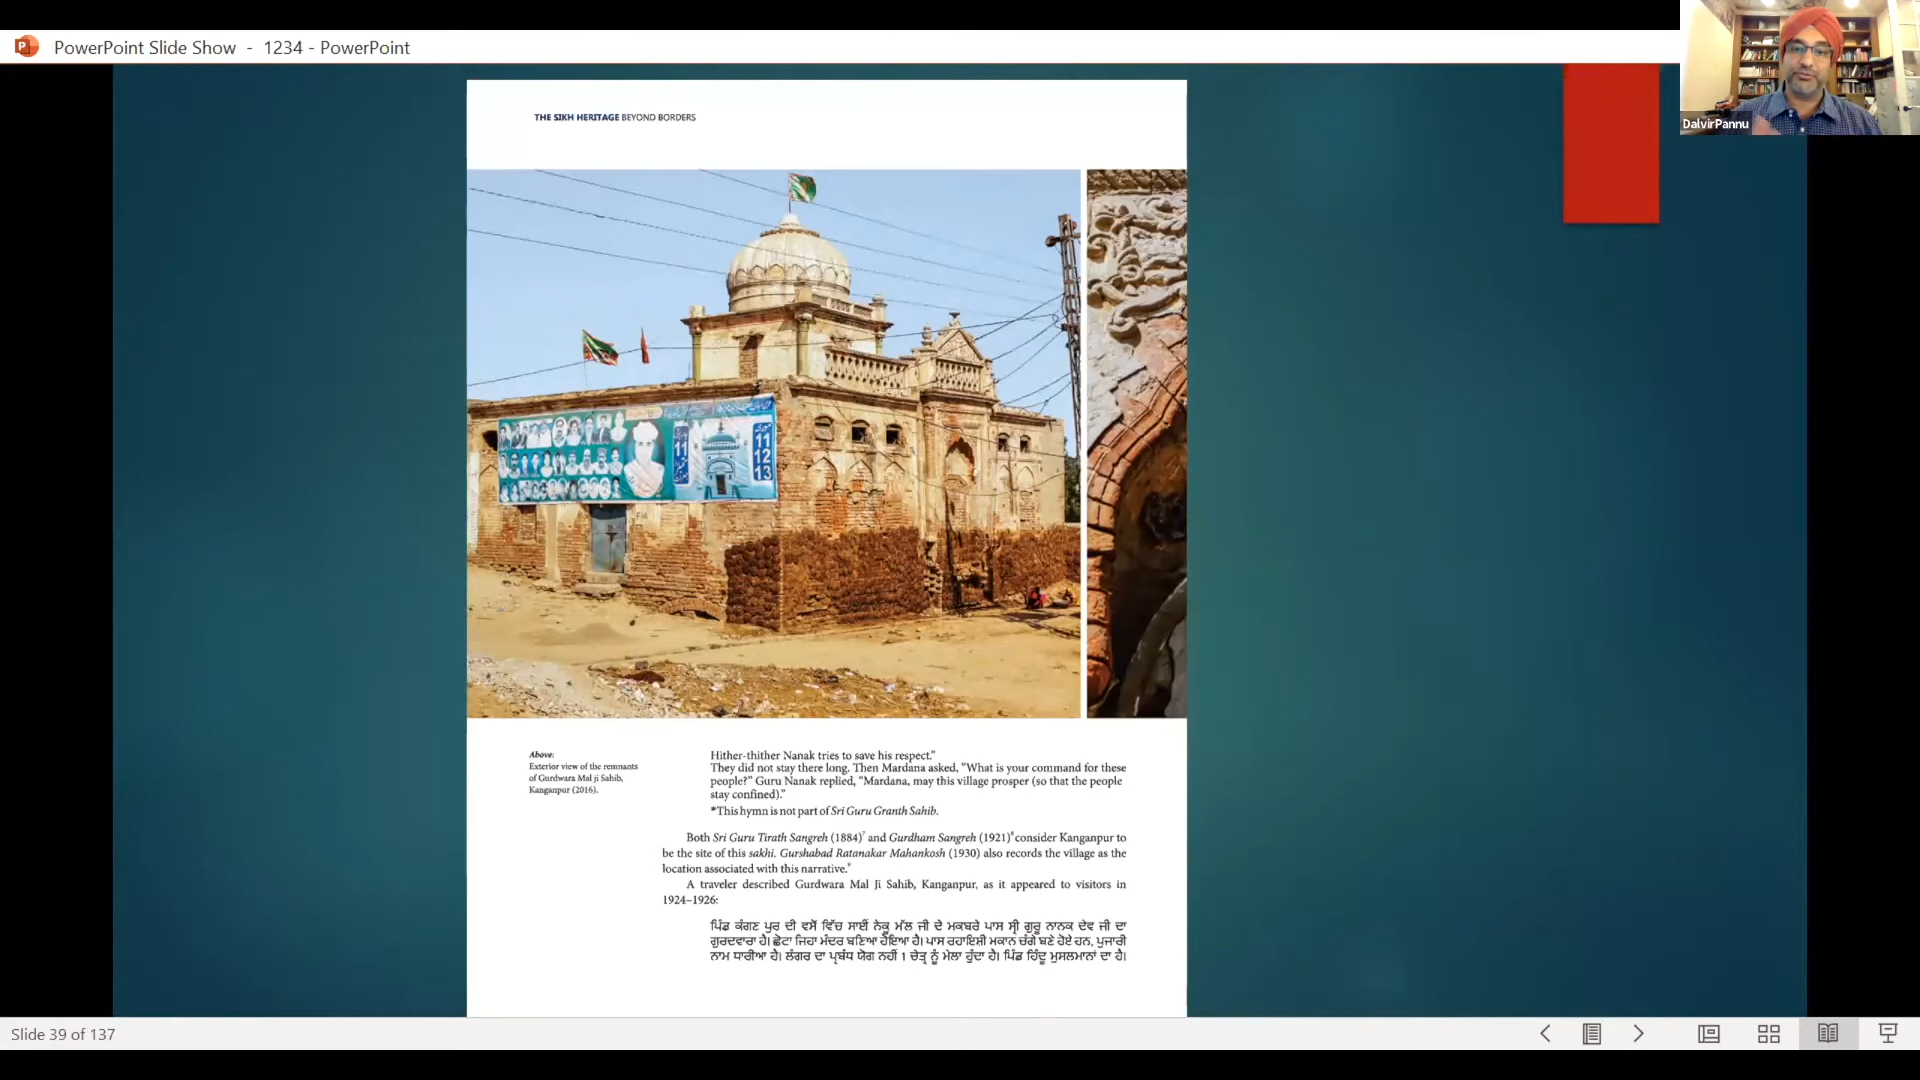 PowerPoint Slide Show - 1234 - PowerPoint
DalvirPannu
THE SIKH HERITAGE BEYOND BORDERS
11
11
12
13
Above:
Exterior view of the remnants
of Gurdwara Mal ji Sahib,
Kanganpur (2016).
Hither-thither Nanak tries to save his respect."
They did not stay there long. Then Mardana asked, "What is your command for these
people?" Guru Nanak replied, "Mardana, may this village prosper (so that the people
stay confined)."
*This hymn is not part of Sri Guru Granth Sahib.
Both Sri Guru Tirath Sangreh (1884)⁷ and Gurdham Sangreh (1921)⁸ consider Kanganpur to
be the site of this sakhi. Gurshabad Ratanakar Mahankosh (1930) also records the village as the
location associated with this narrative.⁹
A traveler described Gurdwara Mal Ji Sahib, Kanganpur, as it appeared to visitors in
1924–1926:
ਪਿੰਡ ਕੰਗਣ ਪੁਰ ਦੀ ਵਸੋਂ ਵਿੱਚ ਸਾਈਂ ਨੇਕੂ ਮੱਲ ਜੀ ਦੇ ਮਕਬਰੇ ਪਾਸ ਸ੍ਰੀ ਗੁਰੂ ਨਾਨਕ ਦੇਵ ਜੀ ਦਾ
ਗੁਰਦਵਾਰਾ ਹੈ। ਛੋਟਾ ਜਿਹਾ ਮੰਦਰ ਬਣਿਆ ਹੋਇਆ ਹੈ। ਪਾਸ ਰਹਾਇਸ਼ੀ ਮਕਾਨ ਚੰਗੇ ਬਣੇ ਹੋਏ ਹਨ, ਪੁਜਾਰੀ
ਨਾਮ ਧਾਰੀਆ ਹੈ। ਲੰਗਰ ਦਾ ਪ੍ਰਬੰਧ ਯੋਗ ਨਹੀਂ 1 ਚੇਤ੍ਰ ਨੂੰ ਮੇਲਾ ਹੁੰਦਾ ਹੈ। ਪਿੰਡ ਹਿੰਦੂ ਮੁਸਲਮਾਨਾਂ ਦਾ ਹੈ।
Slide 39 of 137